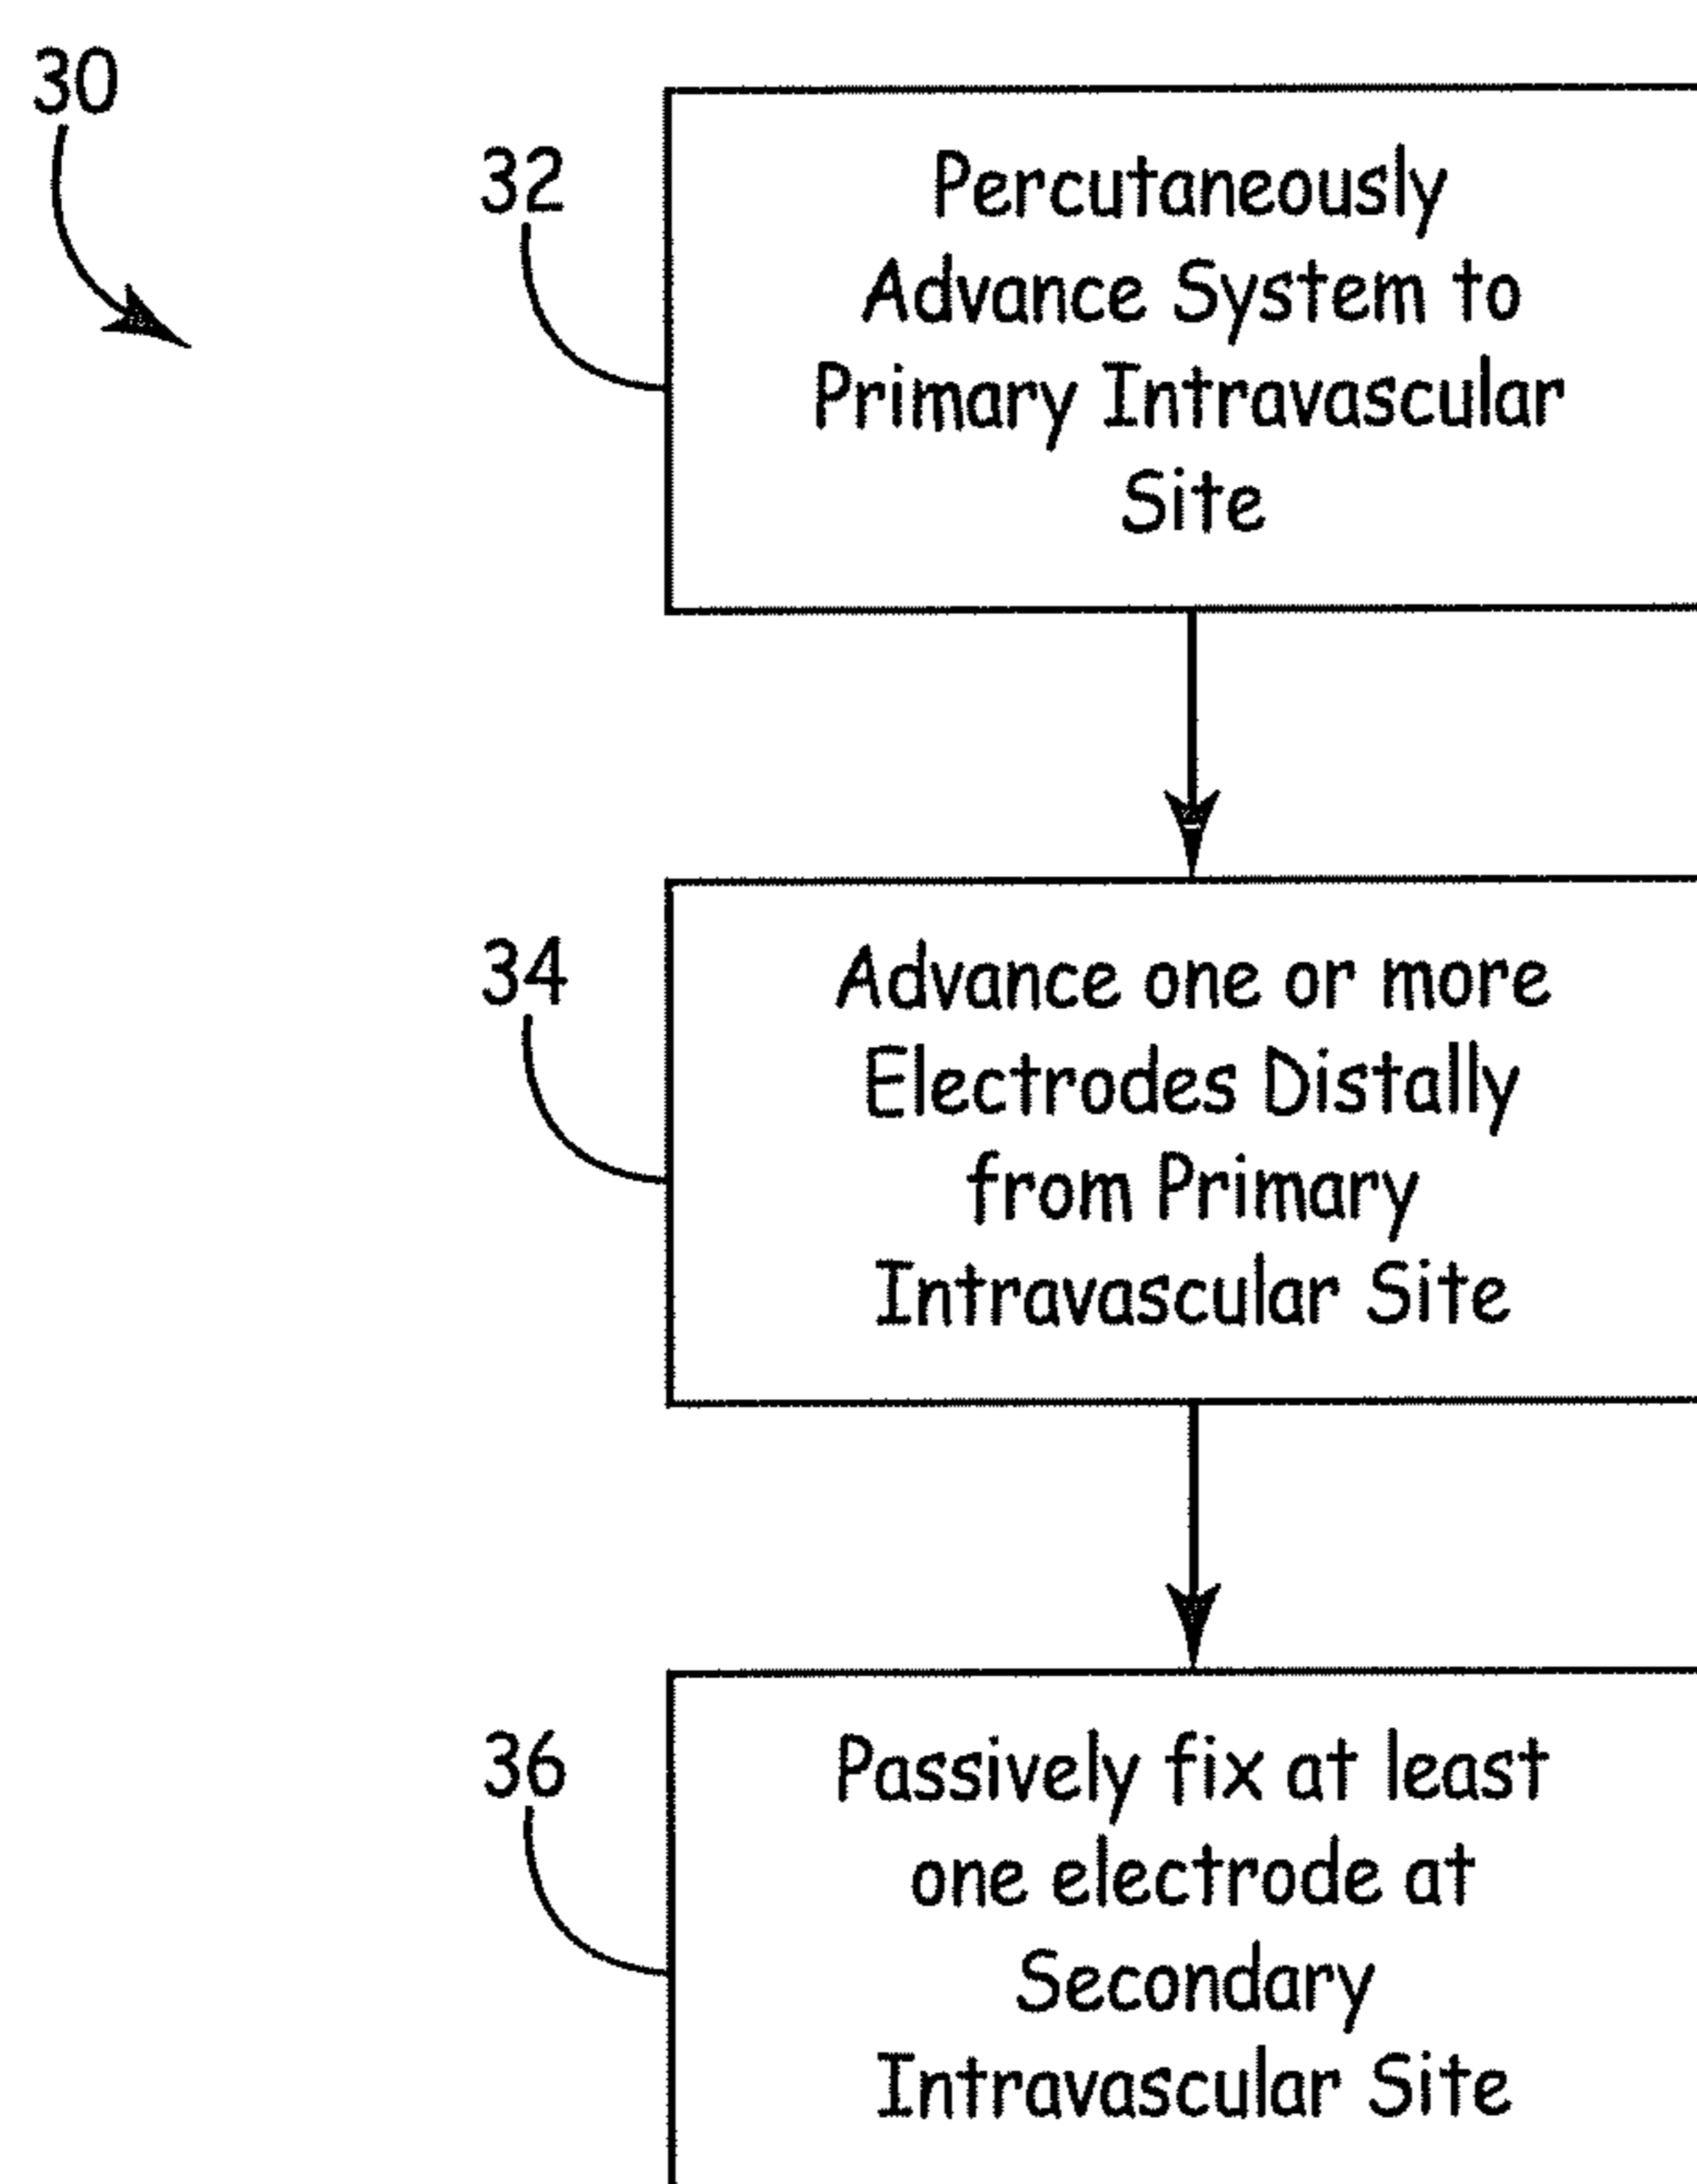 30
32
Percutaneously
Advance System to
Primary Intravascular
Site
34
Advance one or more
Electrodes Distally
from Primary
Intravascular Site
36
Passively fix at least
one electrode at
Secondary
Intravascular Site